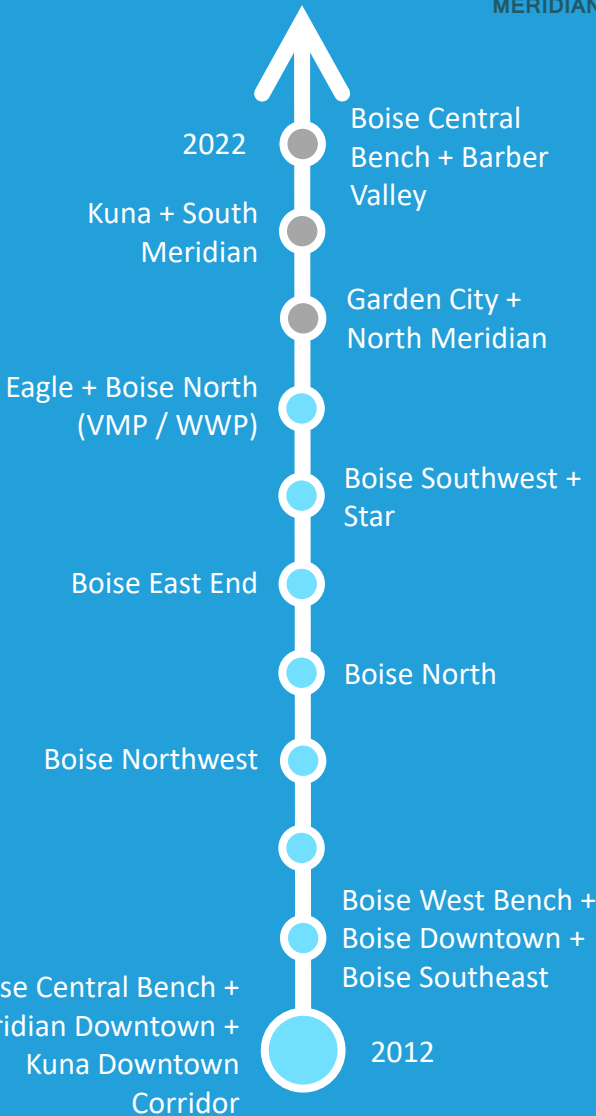 MERIDIAN
2022
Boise Central
Bench + Barber
Valley
Kuna + South
Meridian
Garden City +
North Meridian
Eagle + Boise North
(VMP / WWP)
Boise Southwest +
Star
Boise East End
Boise North
Boise Northwest
Boise West Bench +
Boise Downtown +
Boise Southeast
se Central Bench +
ridian Downtown +
Kuna Downtown
Corridor
2012